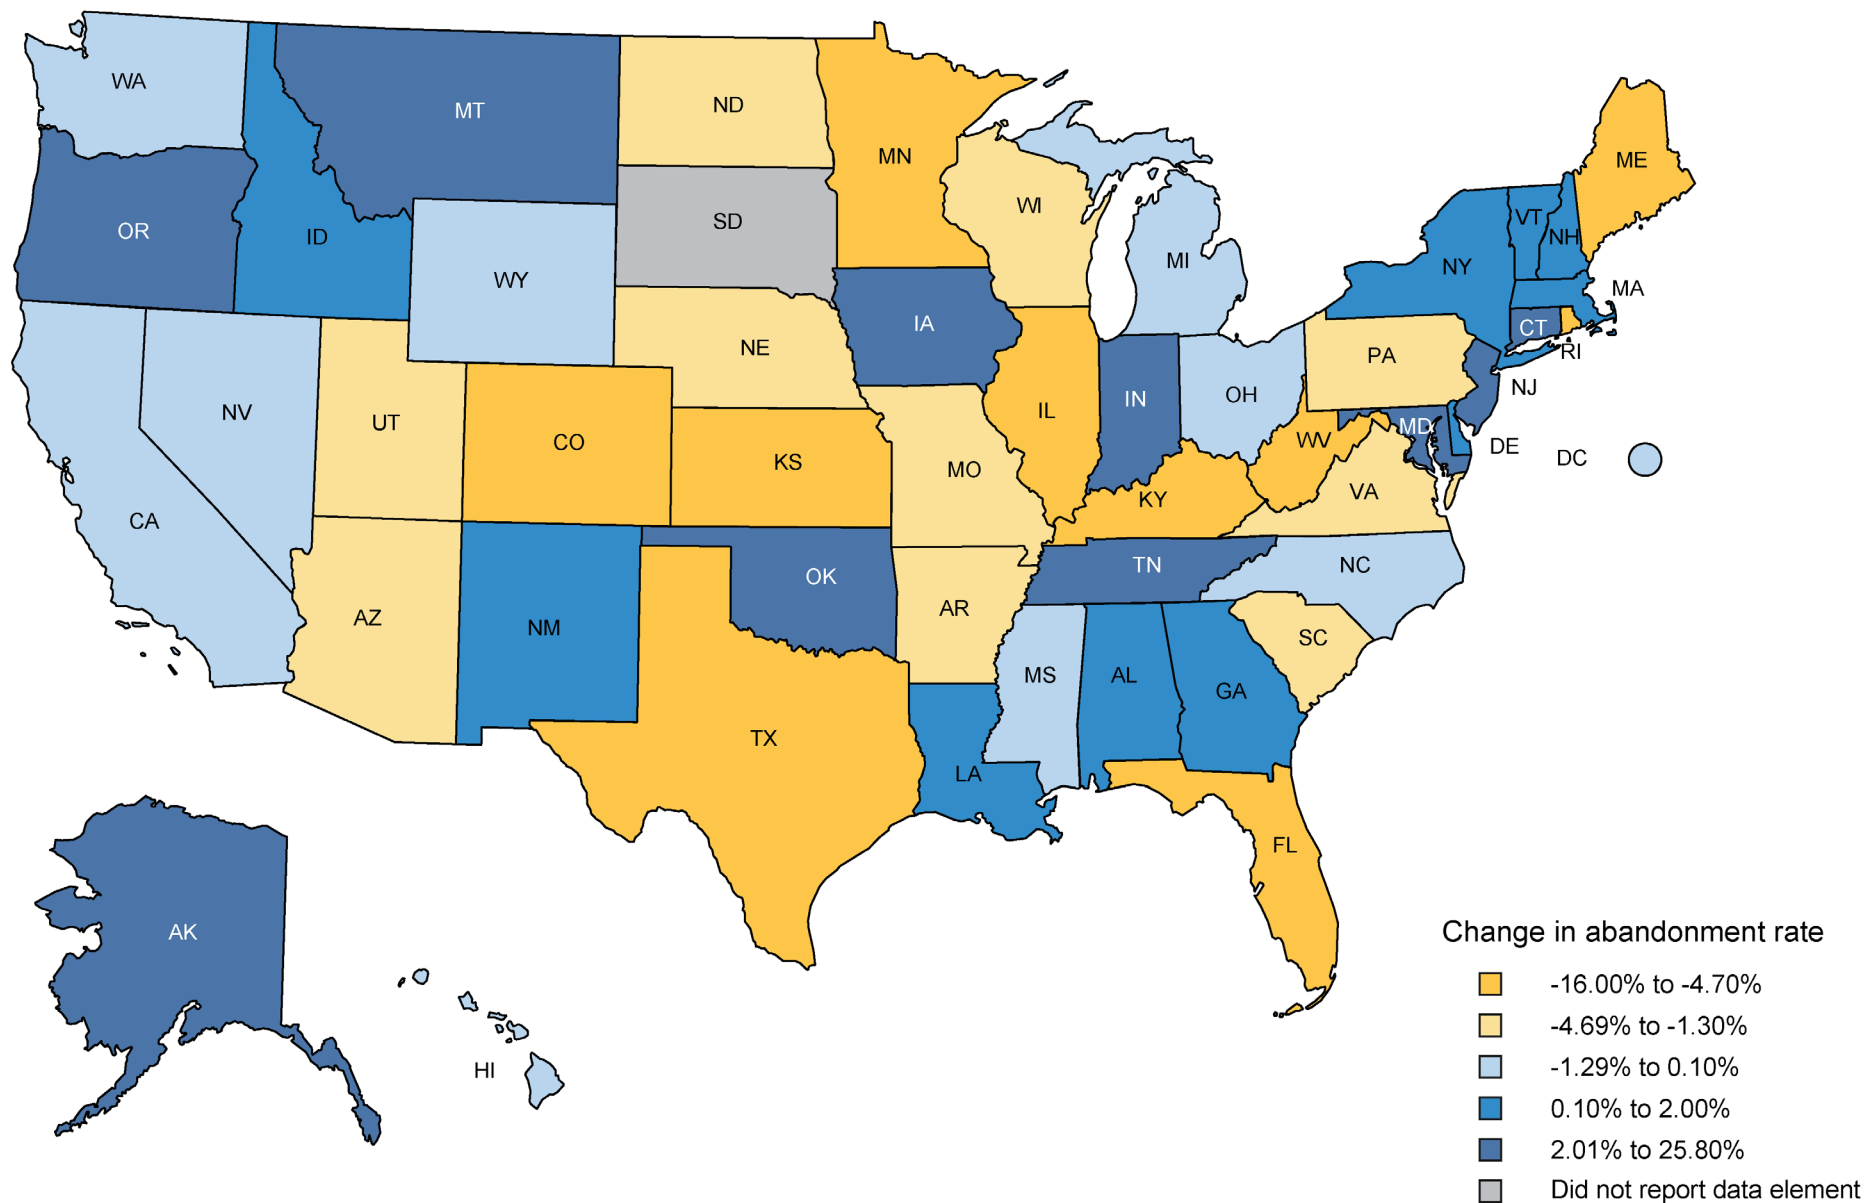 WA
MT
ND
MN
ME
OR
ID
SD
WI
VT
NH
NY
MI
WY
MA
IA
CT
NE
PA
RI
NJ
NV
UT
CO
KS
IL
IN
OH
WV
MD
DE
DC
MO
KY
VA
CA
AZ
NM
OK
AR
TN
NC
SC
MS
AL
GA
TX
LA
FL
AK
HI
Change in abandonment rate
-16.00% to -4.70%
-4.69% to -1.30%
-1.29% to 0.10%
0.10% to 2.00%
2.01% to 25.80%
Did not report data element